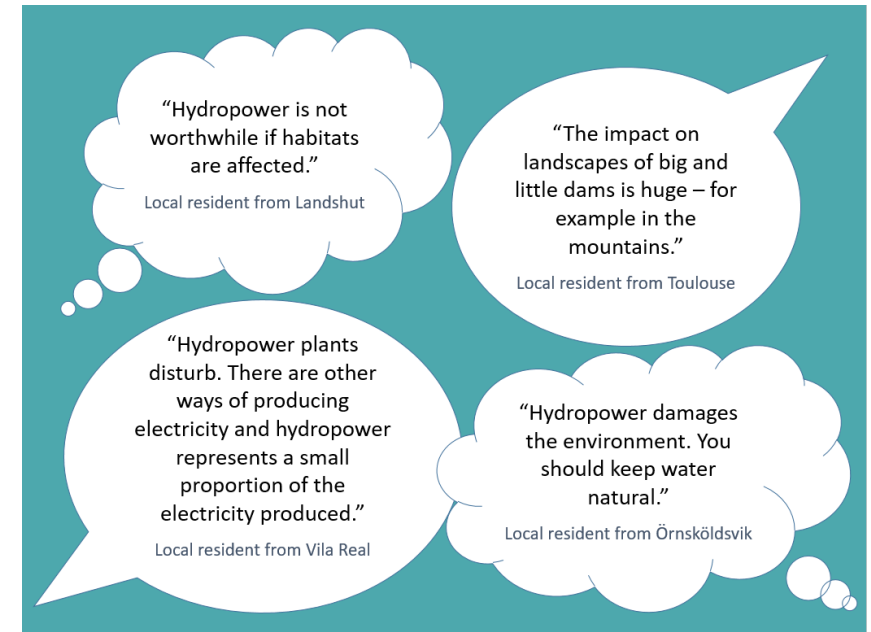 “Hydropower is not
worthwhile if habitats
are affected.”
Local resident from Landshut
“The impact on
landscapes of big and
little dams is huge – for
example in the
mountains.”
Local resident from Toulouse
“Hydropower plants
disturb. There are other
ways of producing
electricity and hydropower
represents a small
proportion of the
electricity produced.”
Local resident from Vila Real
“Hydropower damages
the environment. You
should keep water
natural.”
Local resident from Örnsköldsvik